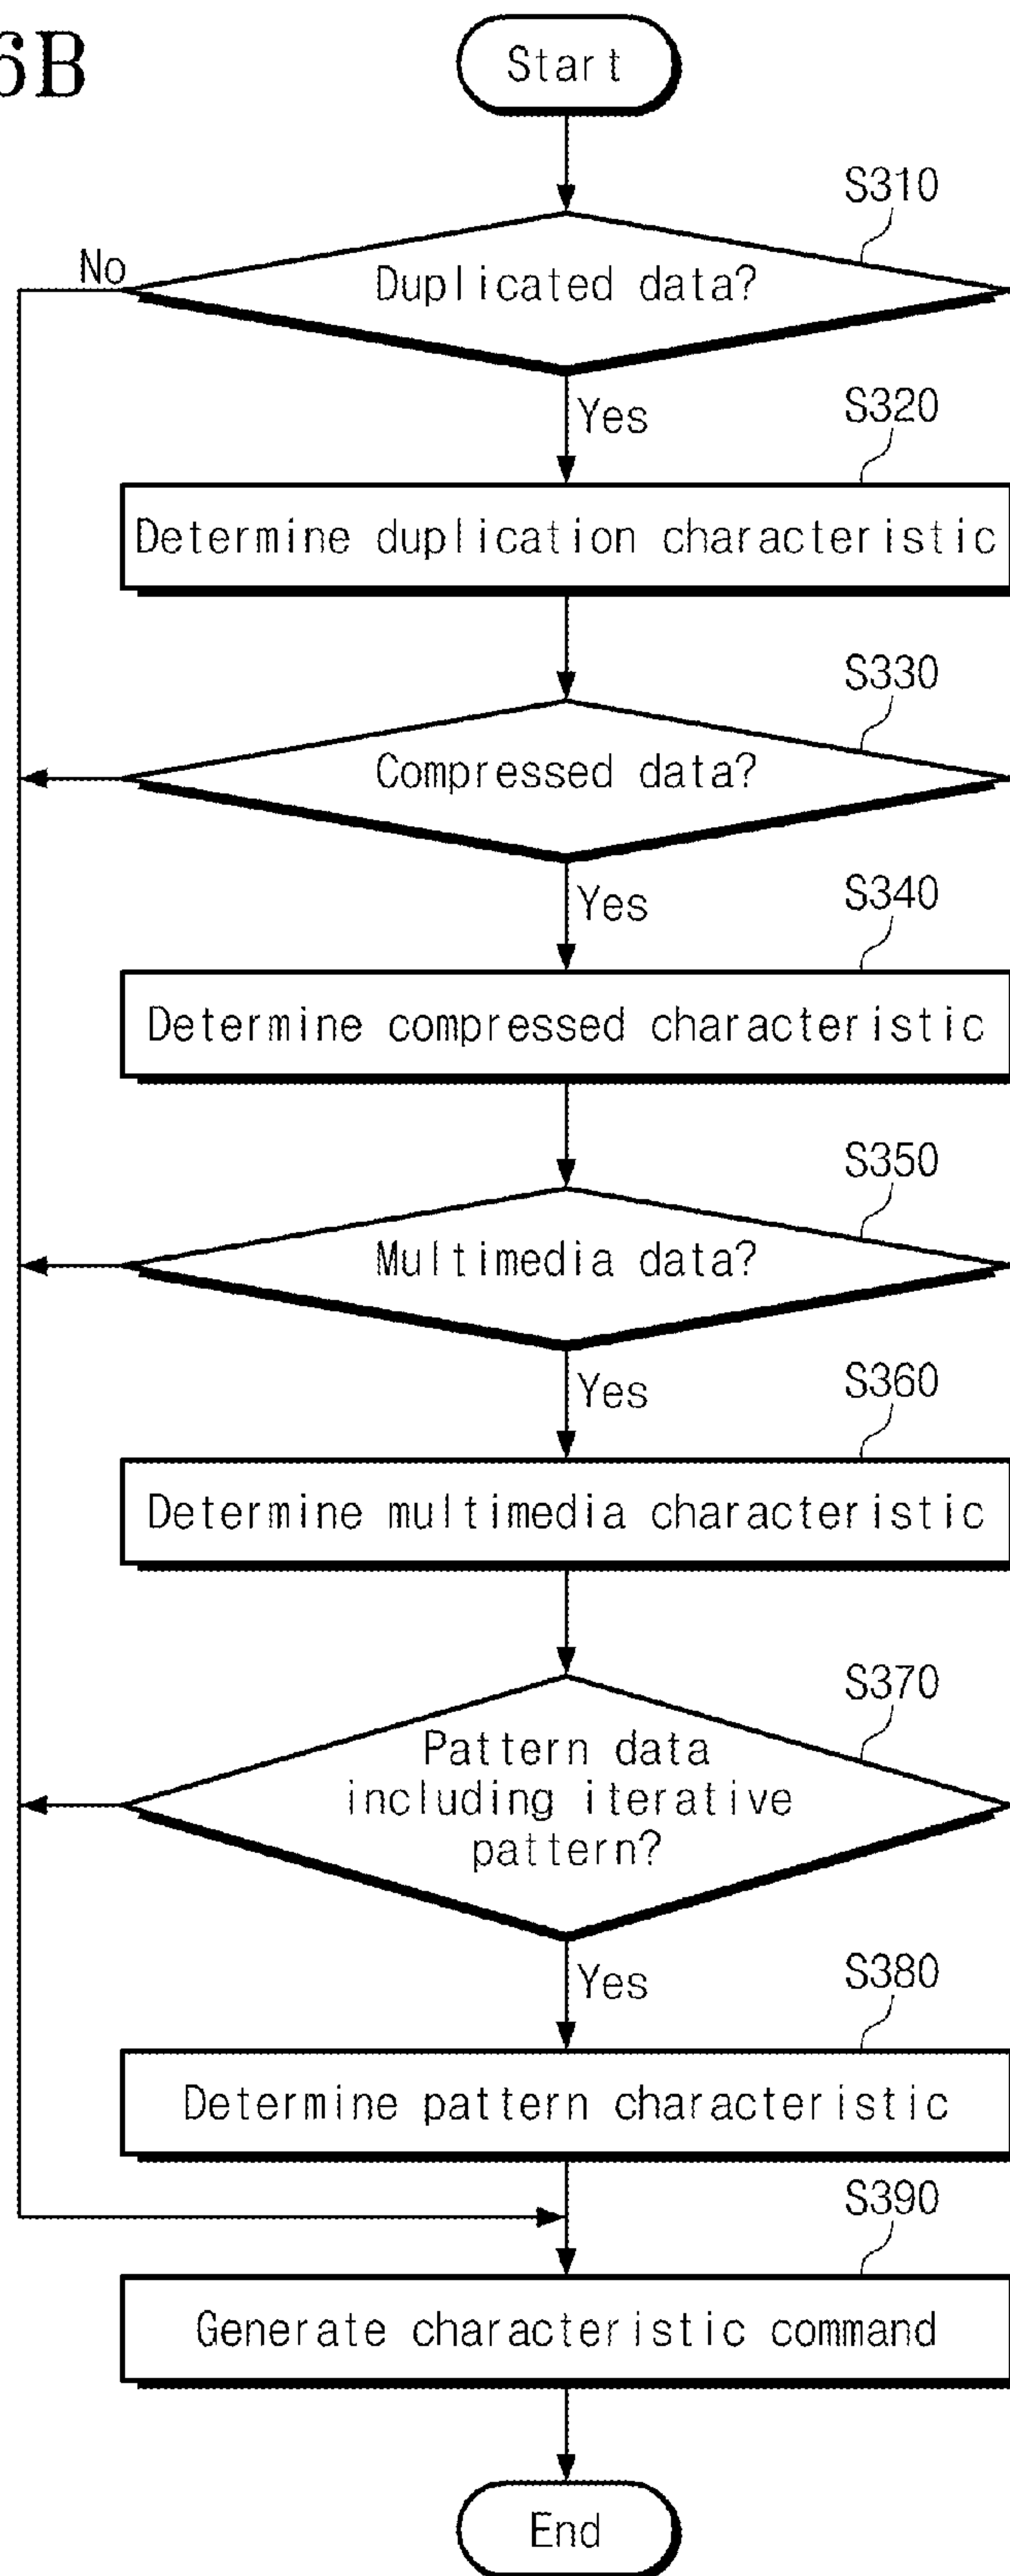 6B
Start
S310
No
Duplicated data?
Yes
S320
Determine duplication characteristic
S330
Compressed data?
Yes
S340
Determine compressed characteristic
S350
Multimedia data?
Yes
S360
Determine multimedia characteristic
S370
Pattern data
including iterative
pattern?
Yes
S380
Determine pattern characteristic
S390
Generate characteristic command
End